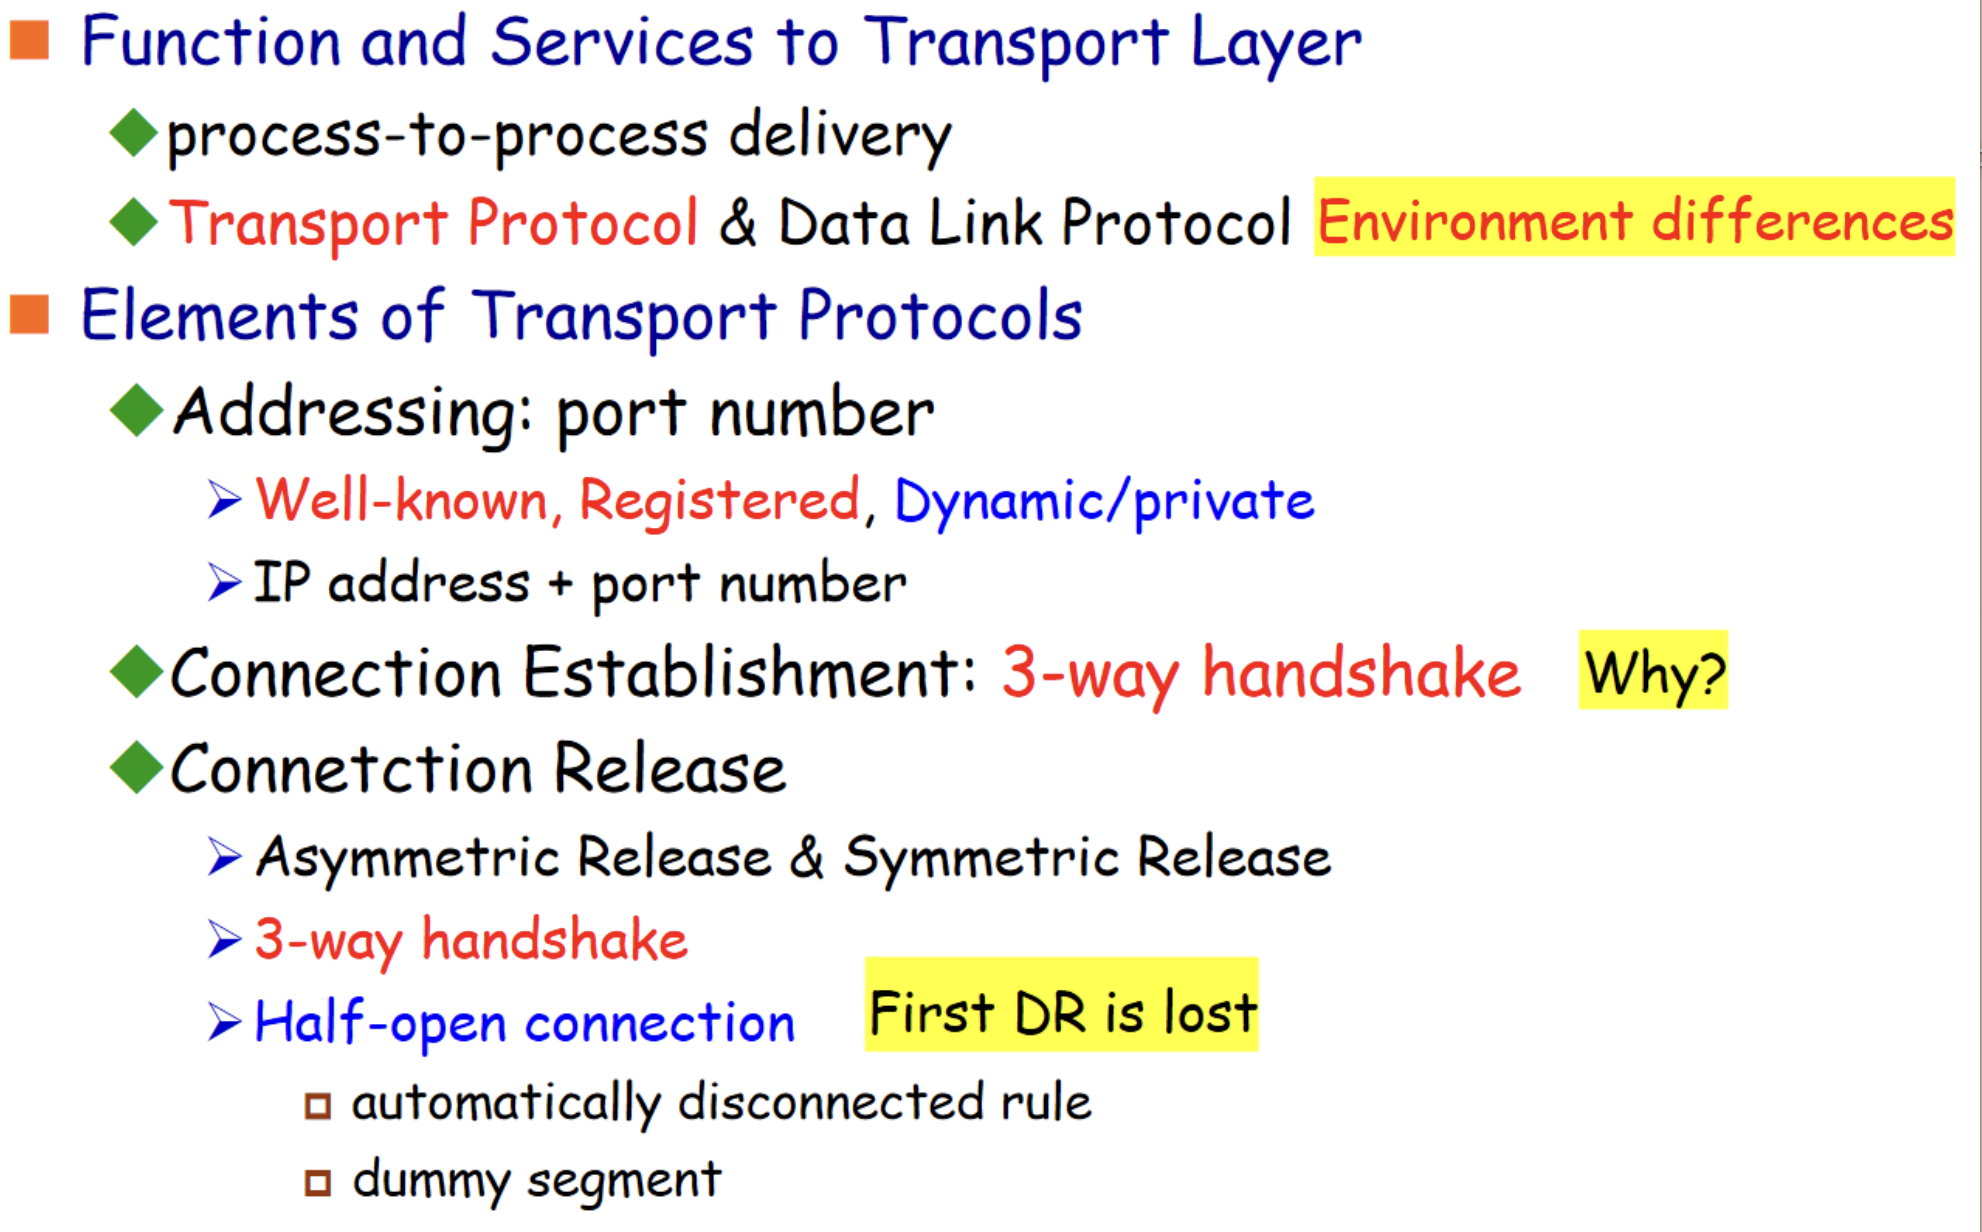 Function and Services to Transport Layer
process-to-process delivery
Transport Protocol & Data Link Protocol Environment differences
Elements of Transport Protocols
Addressing: port number
Well-known, Registered, Dynamic/private
IP address + port number
Connection Establishment: 3-way handshake Why?
Connetction Release
Asymmetric Release & Symmetric Release
3-way handshake
Half-open connection First DR is lost
automatically disconnected rule
dummy segment